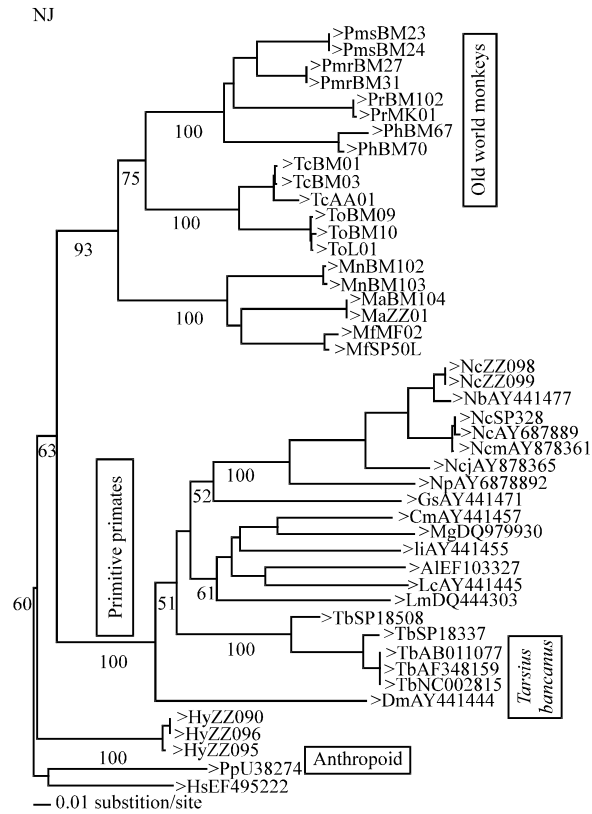 NJ
>PmsBM23
>PmsBM24
>PmrBM27
>PmrBM31
>PrBM102
>PrMK01
100
>PhBM67
>PhBM70
Old world monkeys
>TcBM01
75
>TcBM03
>TcAA01
>ToBM09
100
>ToBM10
>ToL01
93
>MnBM102
>MnBM103
>MaBM104
100
>MaZZ01
>MfMF02
>MfSP50L
>NcZZ098
>NcZZ099
>NbAY441477
>NcSP328
>NcAY687889
>NcmAY878361
63
>NcjAY878365
100
>NpAY6878892
52
>GsAY441471
>CmAY441457
>MgDQ979930
Primitive primates
>liAY441455
>AlEF103327
>LcAY441445
61
51
60
>LmDQ444303
>TbSP18508
>TbSP18337
100
>TbAB011077
100
>TbAF348159
>TbNC002815
Tarsius
bancanus
>DmAY441444
>HyZZ090
>HyZZ096
>HyZZ095
100
Anthropoid
>PpU38274
>HsEF495222
0.01 substition/site